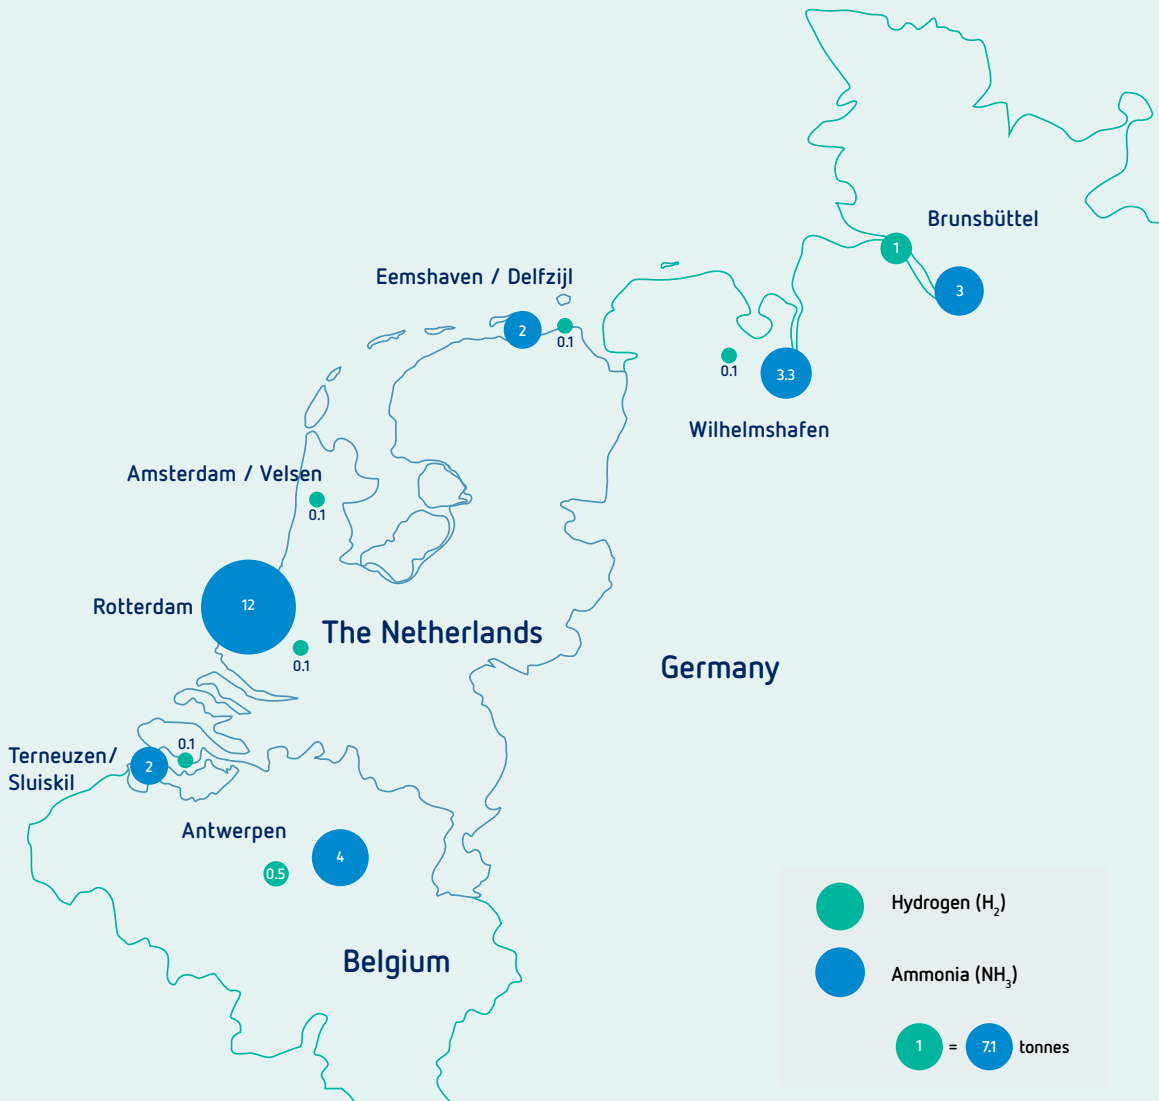 Brunsbüttel
1
3
Eemshaven / Delfzijl
2
0.1
0.1
3.3
Wilhelmshafen
Amsterdam / Velsen
0.1
Rotterdam
12
The Netherlands
0.1
Germany
Terneuzen/
Sluiskil
0.1
2
Antwerpen
4
0.5
Belgium
Hydrogen (H₂)
Ammonia (NH₃)
1 = 7.1 tonnes